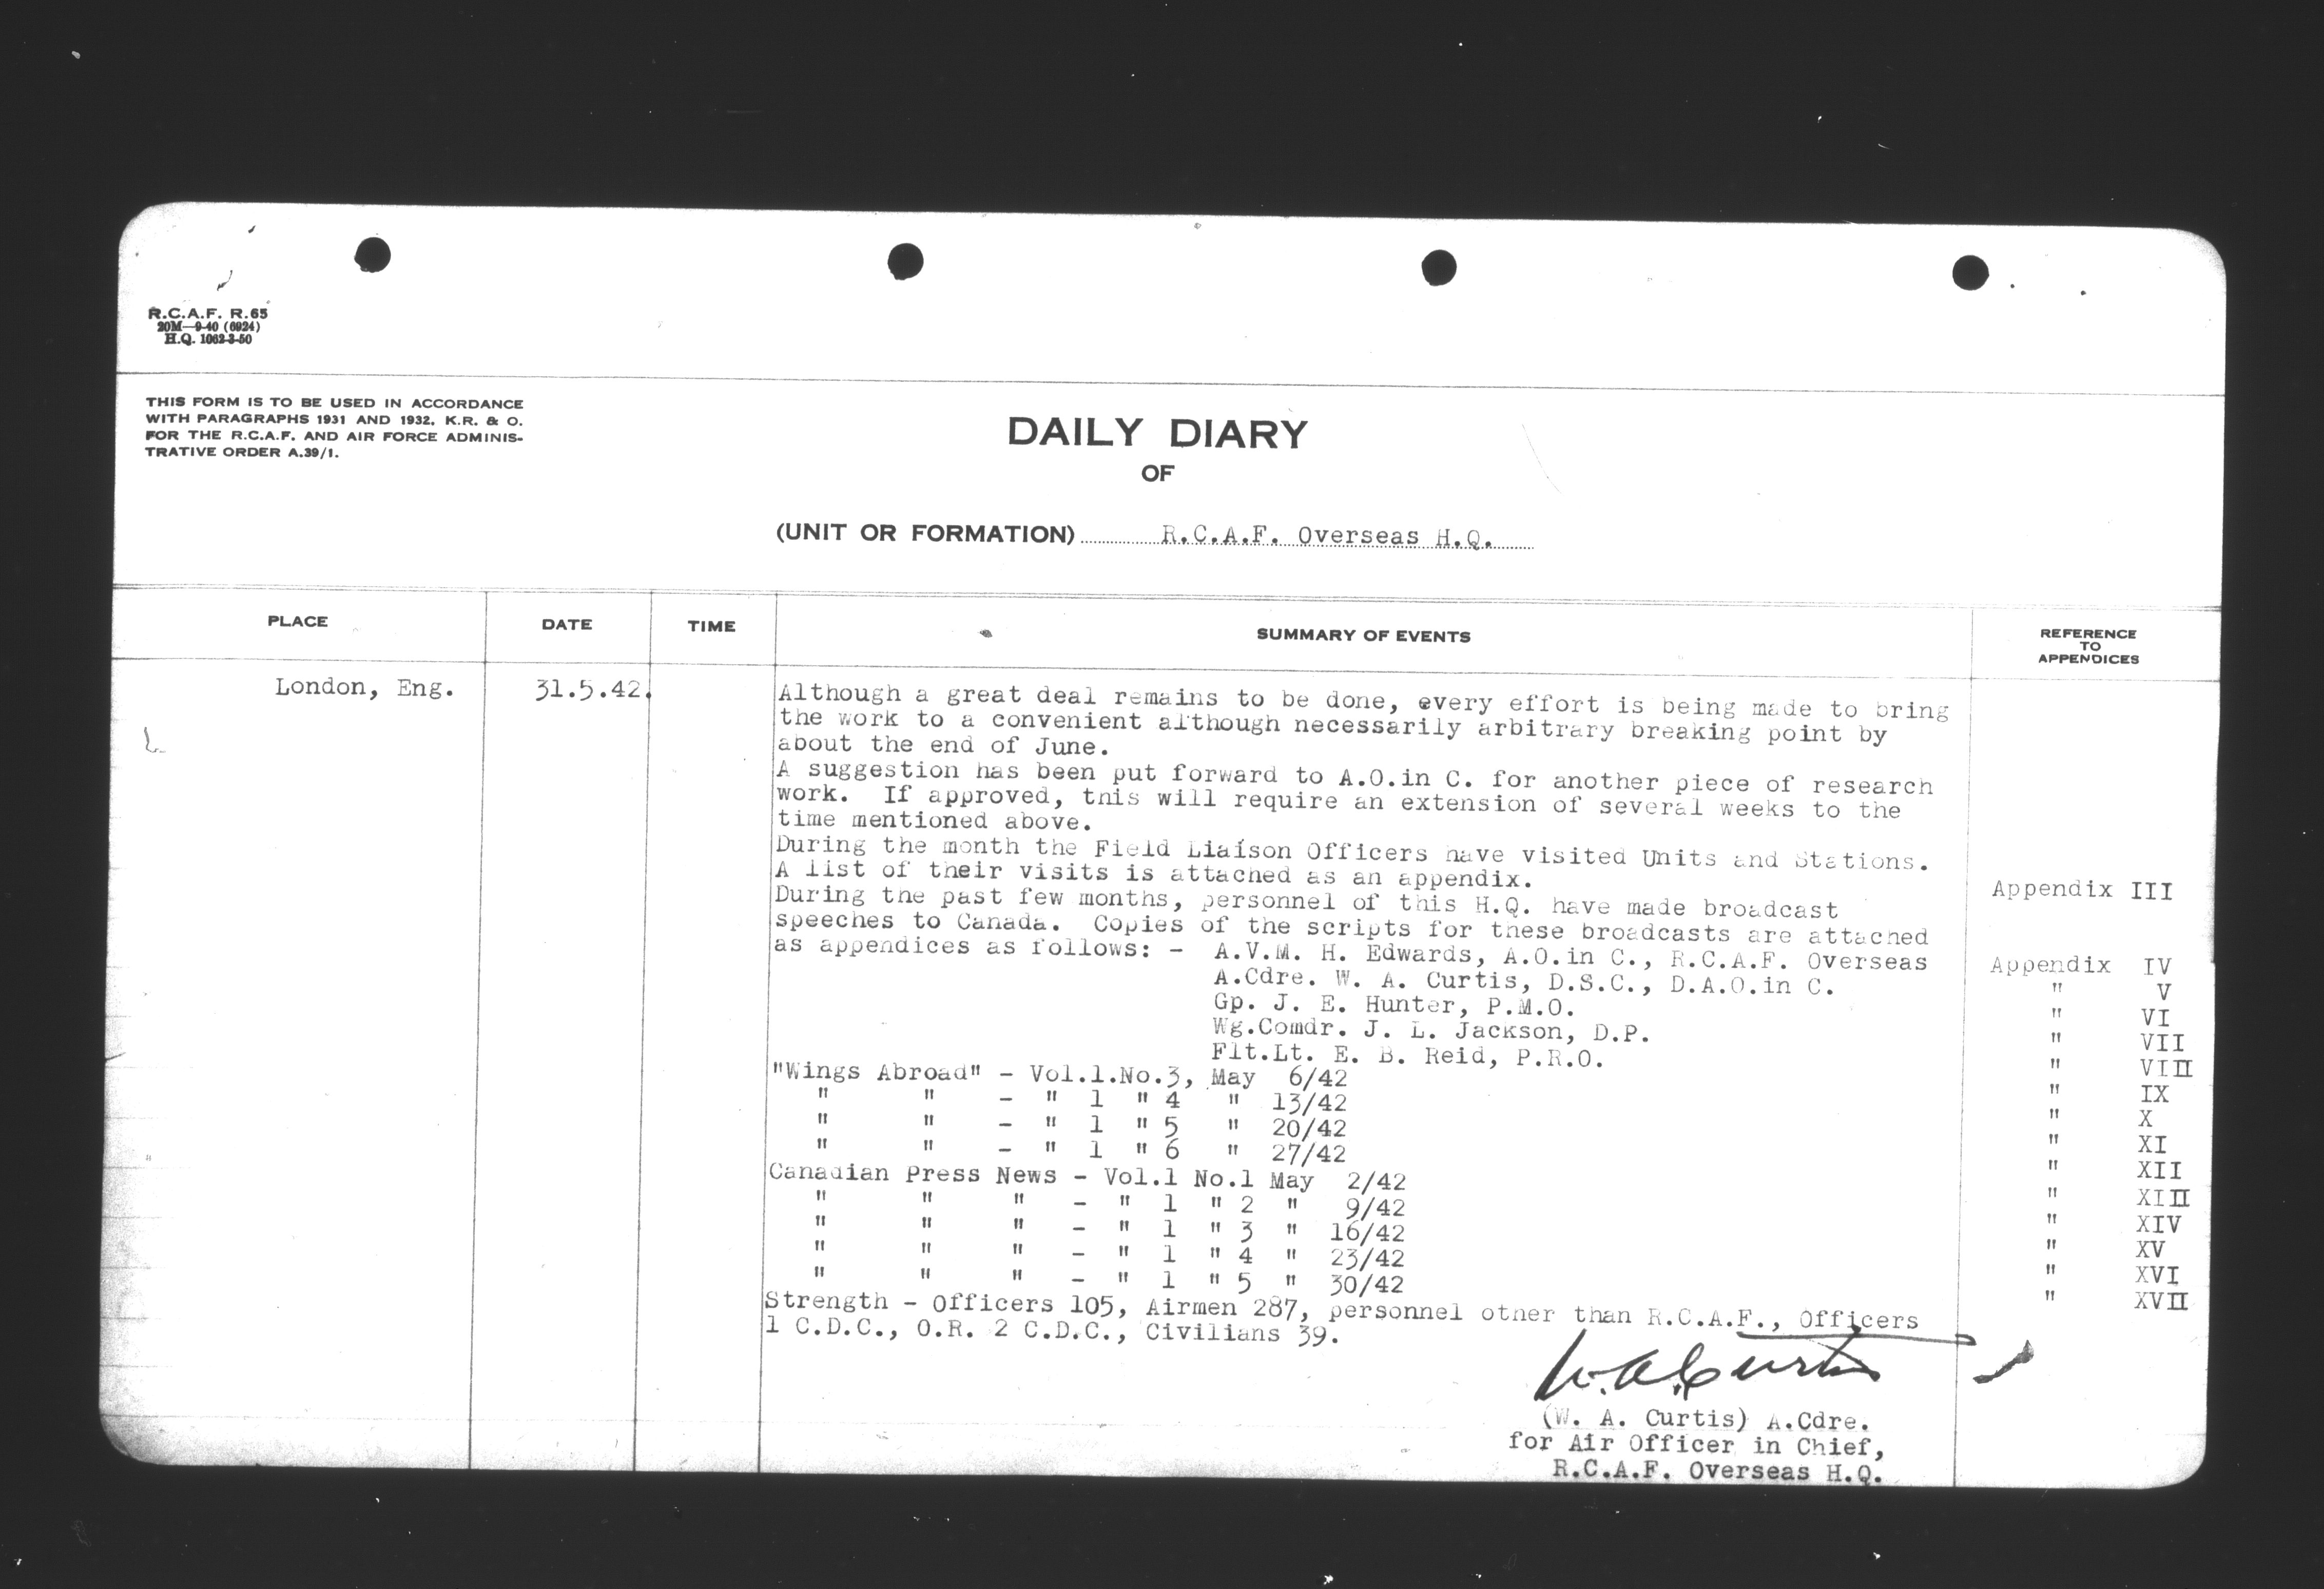 R.C.A.F. R.65
20M—9-40 (6924)
H.Q. 1062-3-50
THIS FORM IS TO BE USED IN ACCORDANCE
WITH PARAGRAPHS 1931 AND 1932, K.R. & O.
FOR THE R.C.A.F. AND AIR FORCE ADMINIS-
TRATIVE ORDER A.39/1.
DAILY DIARY
OF
(UNIT OR FORMATION) R.C.A.F. Overseas H.Q.
PLACE DATE TIME SUMMARY OF EVENTS REFERENCE TO APPENDICES
London, Eng. 31.5.42. Although a great deal remains to be done, every effort is being made to bring
the work to a convenient although necessarily arbitrary breaking point by
about the end of June.
A suggestion has been put forward to A.O.in C. for another piece of research
work. If approved, this will require an extension of several weeks to the
time mentioned above.
During the month the Field Liaison Officers have visited Units and Stations.
A list of their visits is attached as an appendix. Appendix III
During the past few months, personnel of this H.Q. have made broadcast
speeches to Canada. Copies of the scripts for these broadcasts are attached
as appendices as follows: - A.V.M. H. Edwards, A.O.in C., R.C.A.F. Overseas Appendix IV
A.Cdre. W. A. Curtis, D.S.C., D.A.O.in C. " V
Gp. J. E. Hunter, P.M.O. " VI
Wg.Comdr. J. L. Jackson, D.P. " VII
Flt.Lt. E. B. Reid, P.R.O. " VIII
"Wings Abroad" - Vol.1.No.3, May 6/42 " IX
" " - " 1 " 4 " 13/42 " X
" " - " 1 " 5 " 20/42 " XI
" " - " 1 " 6 " 27/42 " XII
Canadian Press News - Vol.1 No.1 May 2/42 " XIII
" " " - " 1 " 2 " 9/42 " XIV
" " " - " 1 " 3 " 16/42 " XV
" " " - " 1 " 4 " 23/42 " XVI
" " " - " 1 " 5 " 30/42 " XVII
Strength - Officers 105, Airmen 287, personnel other than R.C.A.F., Officers
1 C.D.C., O.R. 2 C.D.C., Civilians 39.
W.A.Curtis
(W. A. Curtis) A.Cdre.
for Air Officer in Chief,
R.C.A.F. Overseas H.Q.